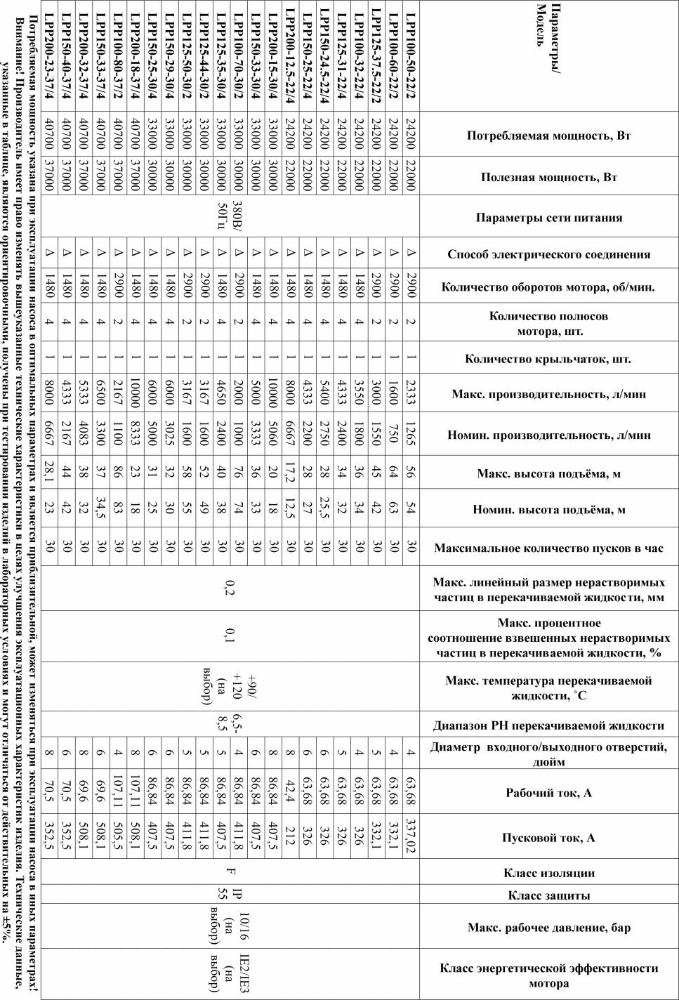 Параметры/
Модель
Потребляемая мощность, Вт
Полезная мощность, Вт
Параметры сети питания
Способ электрического соединения
Количество оборотов мотора, об/мин.
Количество полюсов
мотора, шт.
Количество крыльчаток, шт.
Макс. производительность, л/мин
Номин. производительность, л/мин
Макс. высота подъёма, м
Номин. высота подъёма, м
Максимальное количество пусков в час
Макс. линейный размер нерастворимых
частиц в перекачиваемой жидкости, мм
Макс. процентное
соотношение взвешенных нерастворимых
частиц в перекачиваемой жидкости, %
Макс. температура перекачиваемой
жидкости, ˚С
Диапазон РН перекачиваемой жидкости
Диаметр входного/выходного отверстий,
дюйм
Рабочий ток, А
Пусковой ток, А
Класс изоляции
Класс защиты
Макс. рабочее давление, бар
Класс энергетической эффективности
мотора
LPP100-50-22/2 24200 22000 Δ 2900 2 1 2333 1265 56 54 30 4 63,68 337,02
LPP100-60-22/2 24200 22000 Δ 2900 2 1 1600 750 64 63 30 4 63,68 332,1
LPP125-37.5-22/2 24200 22000 Δ 2900 2 1 3000 1550 45 42 30 5 63,68 332,1
LPP100-32-22/4 24200 22000 Δ 1480 4 1 3550 1800 36 34 30 4 63,68 326
LPP125-31-22/4 24200 22000 Δ 1480 4 1 4333 2400 34 32 30 5 63,68 326
LPP150-24.5-22/4 24200 22000 Δ 1480 4 1 5400 2750 28 25,5 30 6 63,68 326
LPP150-25-22/4 24200 22000 Δ 1480 4 1 4333 2200 28 27 30 6 63,68 326
LPP200-12.5-22/4 24200 22000 Δ 1480 4 1 8000 6667 17,2 12,5 30 8 42,4 212
LPP200-15-30/4 33000 30000 Δ 1480 4 1 10000 5060 20 18 30 8 86,84 407,5
LPP150-33-30/4 33000 30000 Δ 1480 4 1 5000 3333 36 33 30 6 86,84 407,5
LPP100-70-30/2 33000 30000 Δ 2900 2 1 2000 1000 76 74 30 4 86,84 411,8
LPP125-35-30/4 33000 30000 Δ 1480 4 1 4650 2400 40 38 30 5 86,84 407,5
LPP125-44-30/2 33000 30000 Δ 2900 2 1 3167 1600 52 49 30 5 86,84 411,8
LPP125-50-30/2 33000 30000 Δ 2900 2 1 3167 1600 58 55 30 5 86,84 411,8
LPP150-29-30/4 33000 30000 Δ 1480 4 1 6000 3025 32 30 30 6 86,84 407,5
LPP150-25-30/4 33000 30000 Δ 1480 4 1 6000 5000 31 25 30 6 86,84 407,5
LPP200-18-37/4 40700 37000 Δ 1480 4 1 10000 8333 23 18 30 8 107,11 508,1
LPP100-80-37/2 40700 37000 Δ 2900 2 1 2167 1100 86 83 30 4 107,11 505,5
LPP150-33-37/4 40700 37000 Δ 1480 4 1 6500 3300 37 34,5 30 6 69,6 508,1
LPP200-32-37/4 40700 37000 Δ 1480 4 1 5333 4083 38 32 30 8 69,6 508,1
LPP150-40-37/4 40700 37000 Δ 1480 4 1 4333 2167 44 42 30 6 70,5 352,5
LPP200-23-37/4 40700 37000 Δ 1480 4 1 8000 6667 28,1 23 30 8 70,5 352,5
380В/
50Гц
0,2
0,1
+90/
+120
(на
выбор)
6,5-
8,5
F
IP
55
10/16
(на
выбор)
IE2/IE3
(на
выбор)
Потребляемая мощность указана при эксплуатации насоса в оптимальных параметрах и является приблизительной, может изменяться при эксплуатации насоса в иных параметрах!
Внимание! Производитель имеет право изменять вышеуказанные технические характеристики в целях улучшения эксплуатационных характеристик изделия. Технические данные,
указанные в таблице, являются ориентировочными, получены при тестировании изделий в лабораторных условиях и могут отличаться от действительных на ±5%.